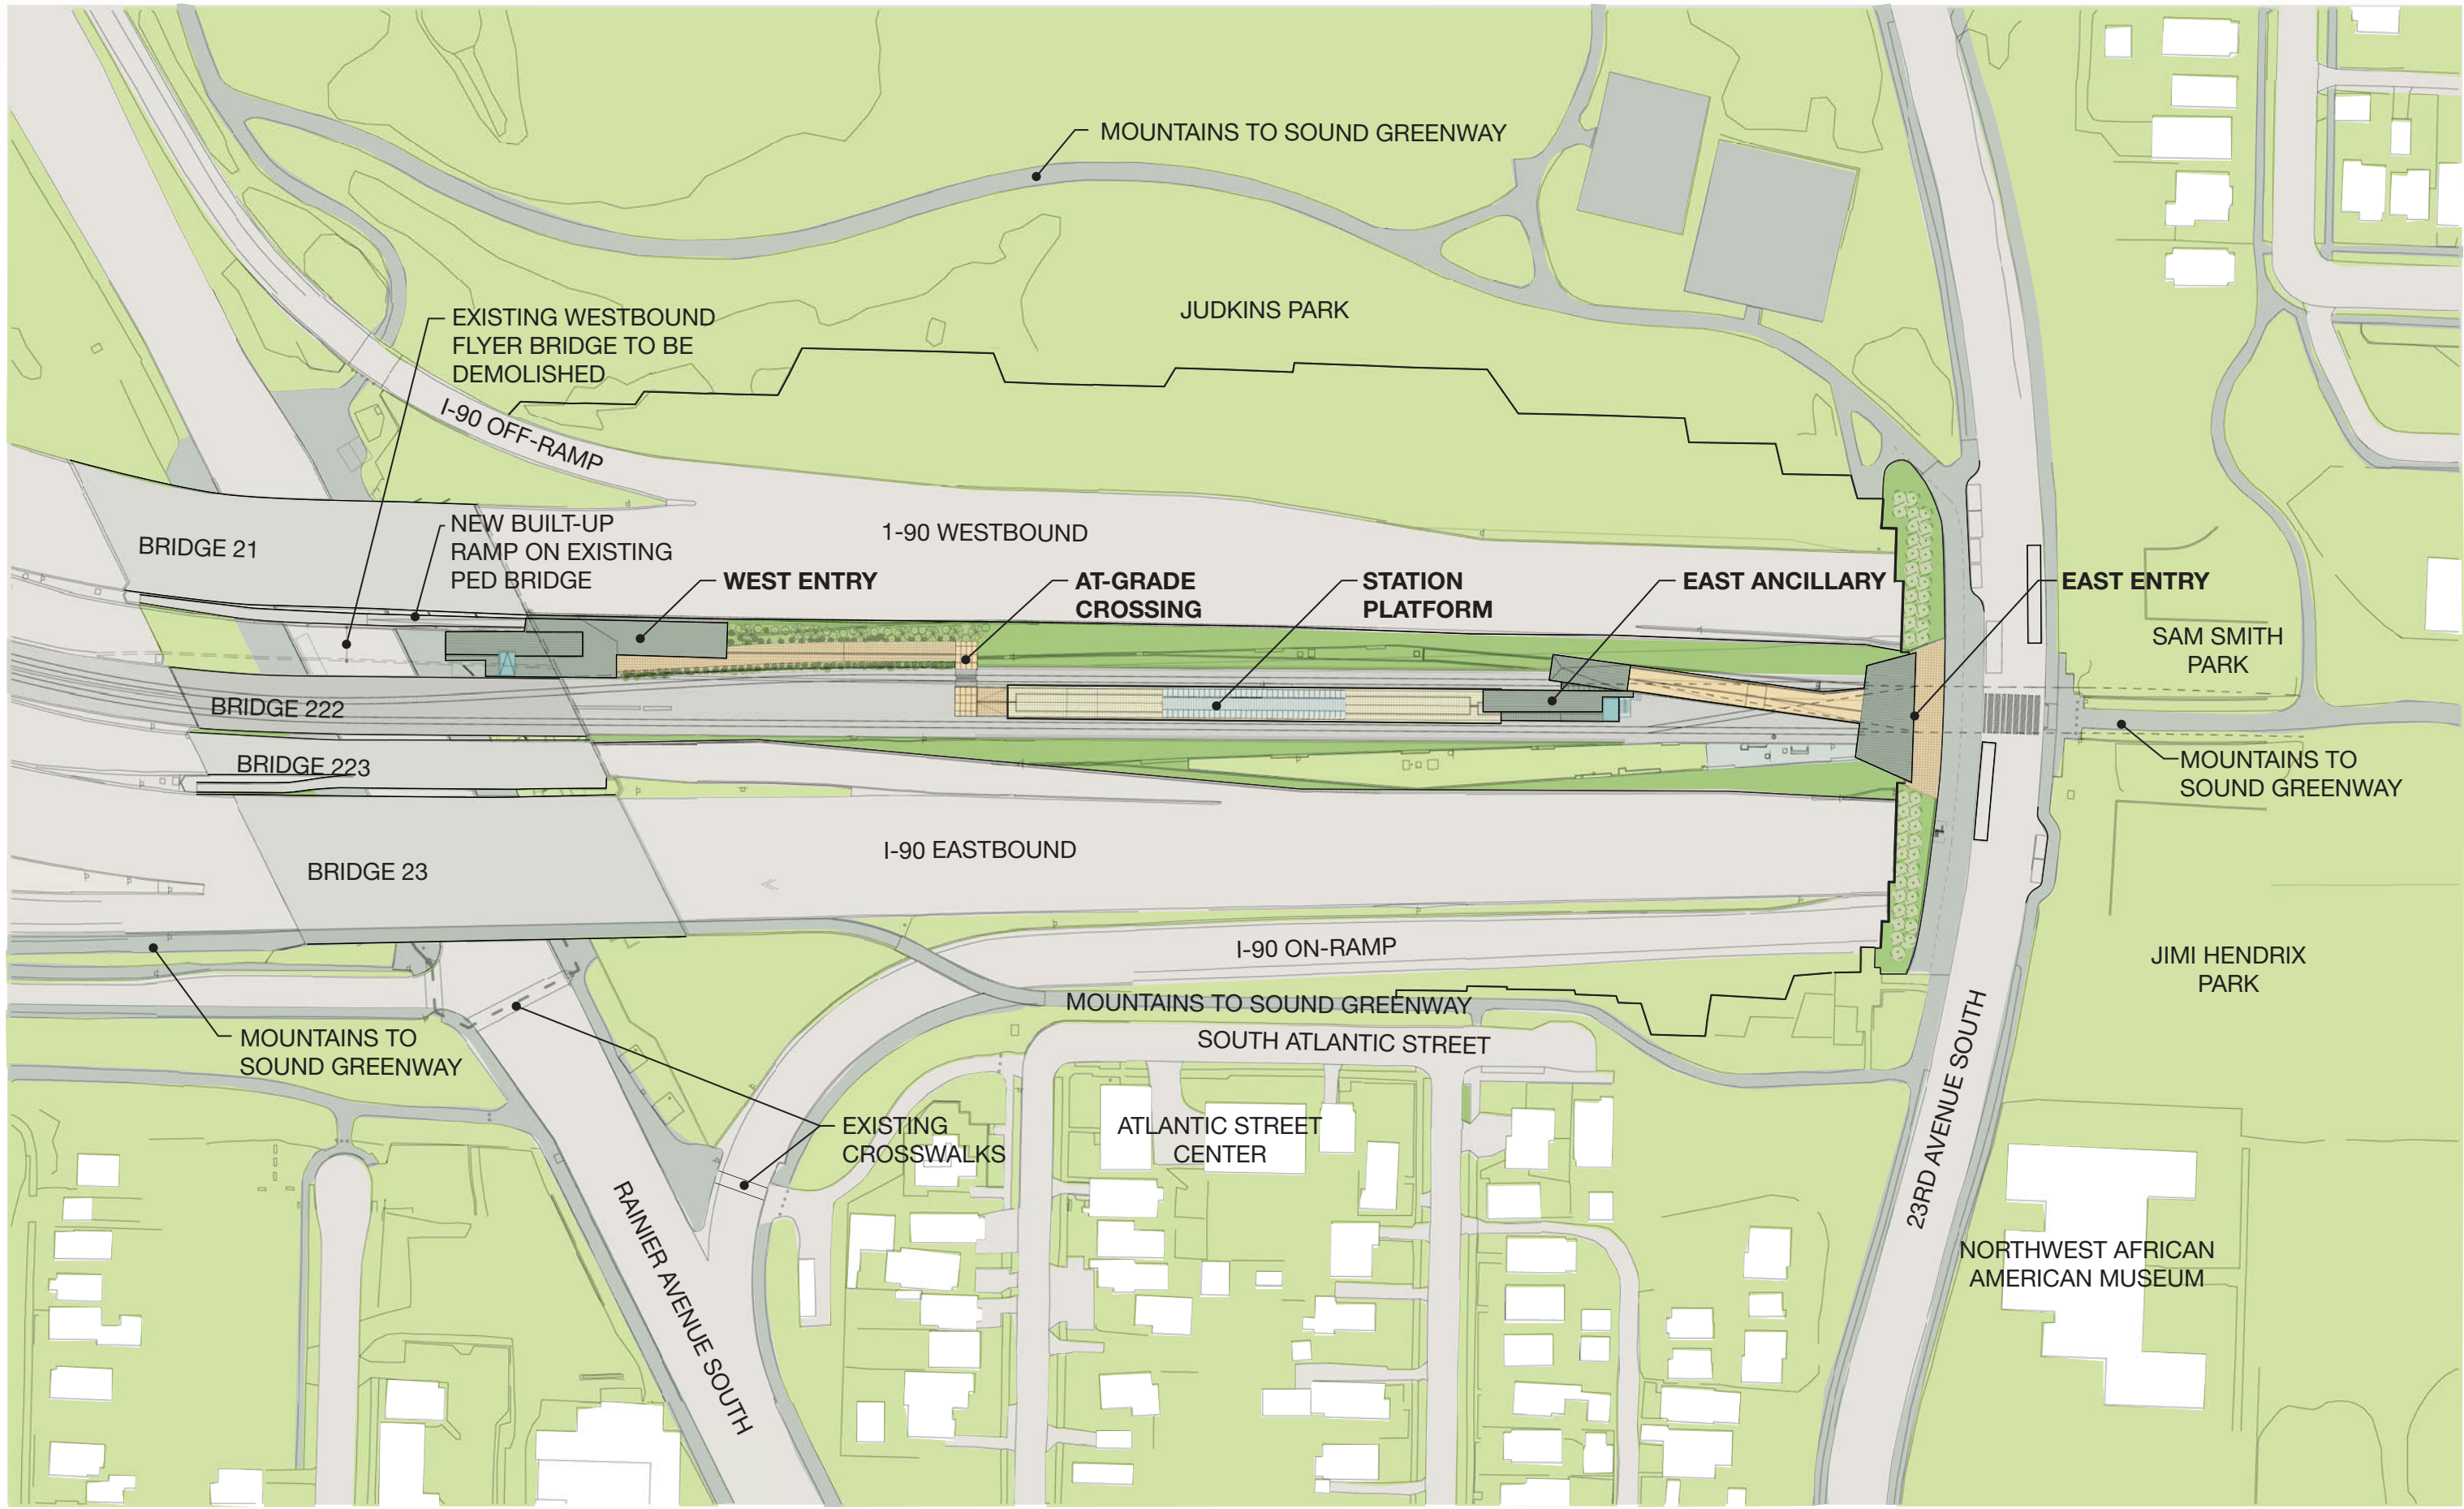 MOUNTAINS TO SOUND GREENWAY
JUDKINS PARK
EXISTING WESTBOUND
FLYER BRIDGE TO BE
DEMOLISHED
I-90 OFF-RAMP
NEW BUILT-UP
RAMP ON EXISTING
PED BRIDGE
1-90 WESTBOUND
BRIDGE 21
WEST ENTRY
AT-GRADE
CROSSING
STATION
PLATFORM
EAST ANCILLARY
EAST ENTRY
SAM SMITH
PARK
BRIDGE 222
BRIDGE 223
MOUNTAINS TO
SOUND GREENWAY
I-90 EASTBOUND
BRIDGE 23
I-90 ON-RAMP
JIMI HENDRIX
PARK
MOUNTAINS TO SOUND GREENWAY
SOUTH ATLANTIC STREET
MOUNTAINS TO
SOUND GREENWAY
EXISTING
CROSSWALKS
ATLANTIC STREET
CENTER
23RD AVENUE SOUTH
RAINIER AVENUE SOUTH
NORTHWEST AFRICAN
AMERICAN MUSEUM